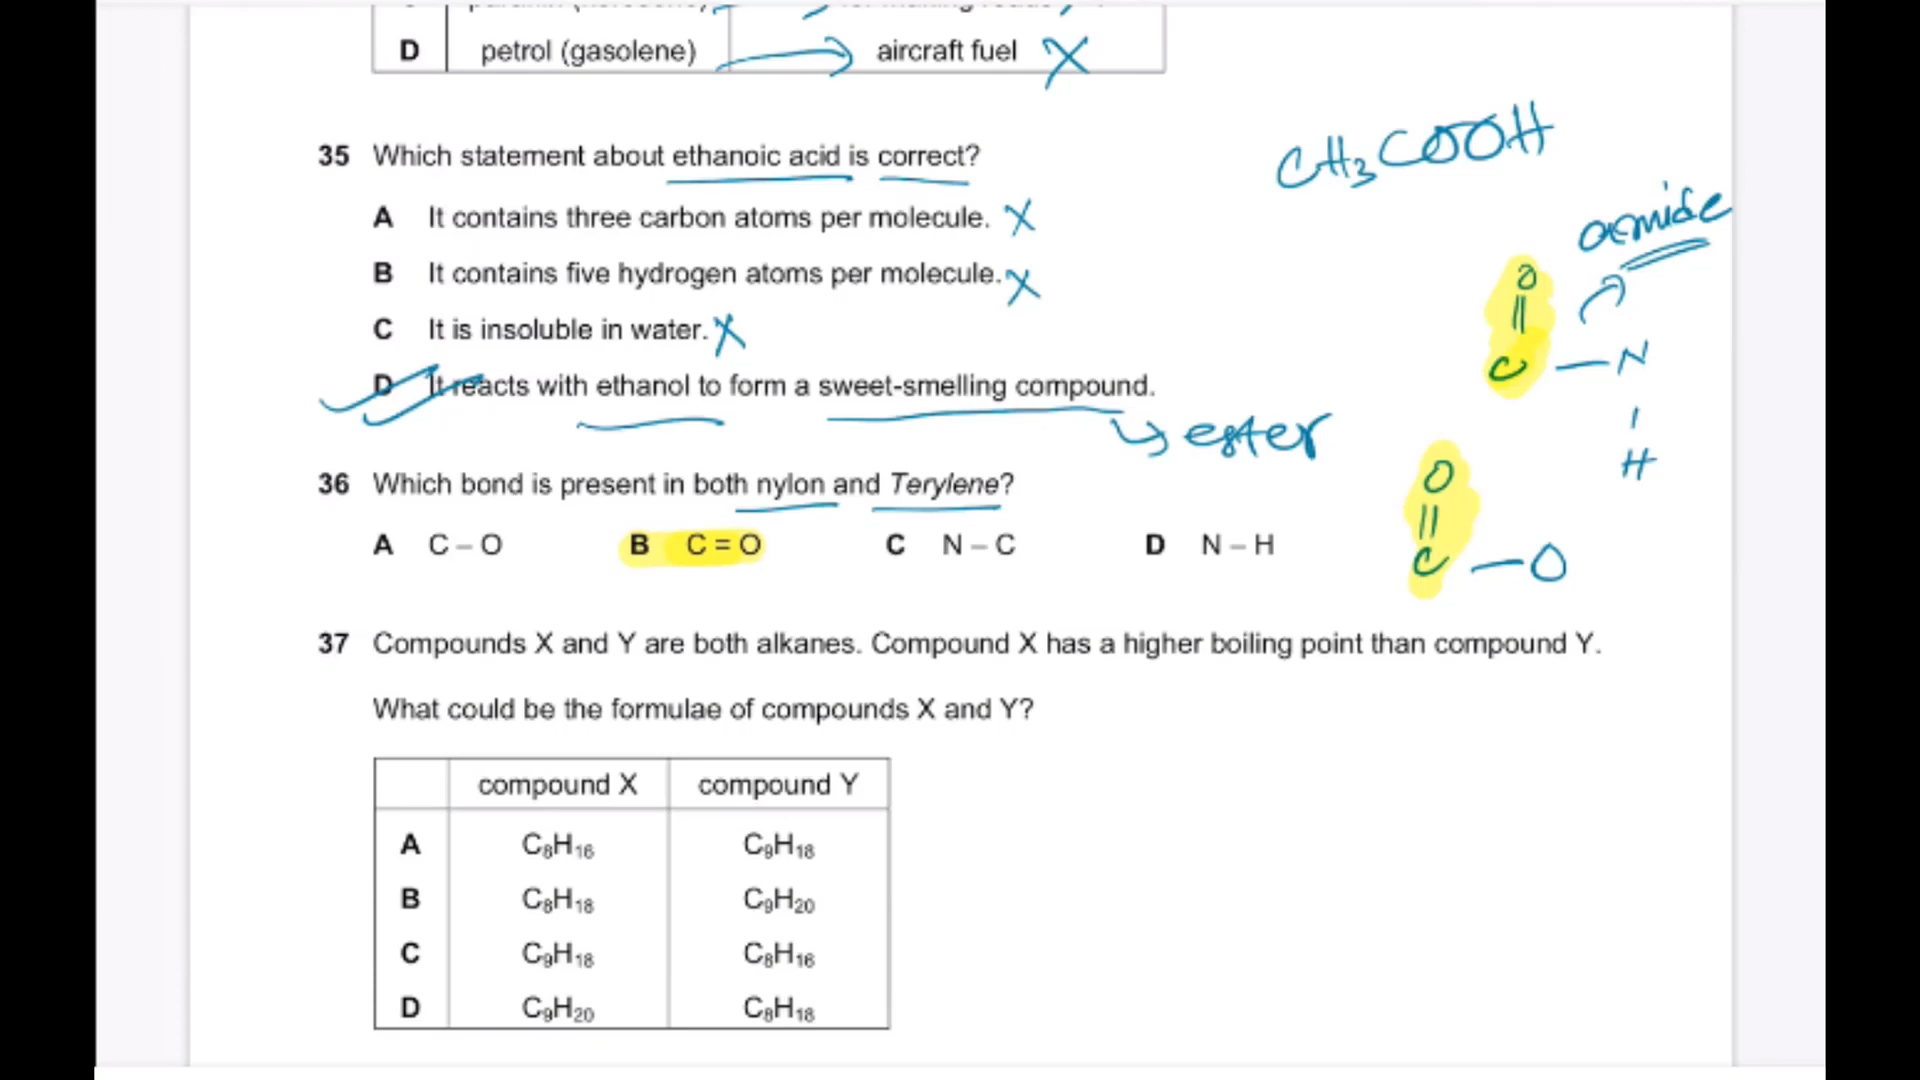 D petrol (gasolene) aircraft fuel X
CH₃COOH
35 Which statement about ethanoic acid is correct?
A It contains three carbon atoms per molecule. X
amide
B It contains five hydrogen atoms per molecule. X
O
C It is insoluble in water. X
C – N
D It reacts with ethanol to form a sweet-smelling compound.
ester
H
36 Which bond is present in both nylon and Terylene?
O
A C – O B C = O C N – C D N – H
C – O
37 Compounds X and Y are both alkanes. Compound X has a higher boiling point than compound Y.
What could be the formulae of compounds X and Y?
compound X compound Y
A C₈H₁₆ C₉H₁₈
B C₈H₁₈ C₉H₂₀
C C₉H₁₈ C₈H₁₆
D C₉H₂₀ C₈H₁₈